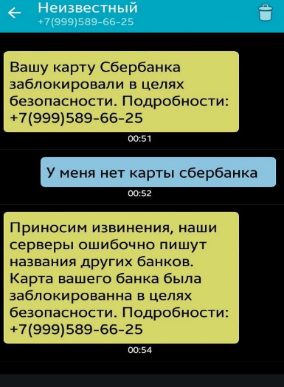 Неизвестный
+7(999)589-66-25
Вашу карту Сбербанка
заблокировали в целях
безопасности. Подробности:
+7(999)589-66-25
00:51
У меня нет карты сбербанка
00:52
Приносим извинения, наши
серверы ошибочно пишут
названия других банков.
Карта вашего банка была
заблокированна в целях
безопасности. Подробности:
+7(999)589-66-25
00:54